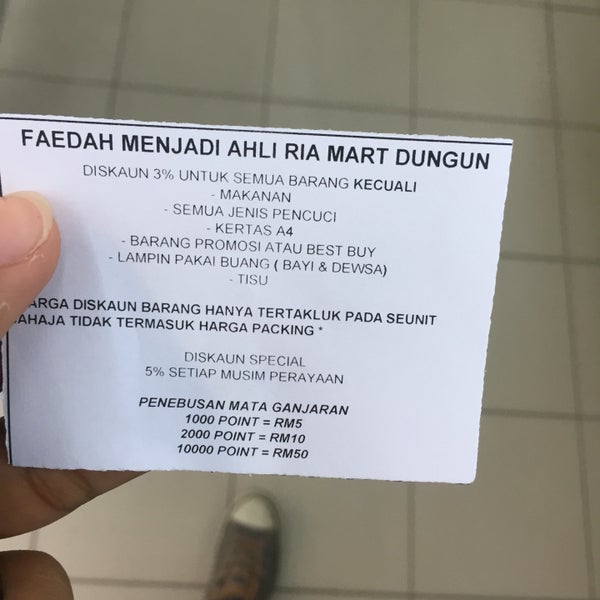 FAEDAH MENJADI AHLI RIA MART DUNGUN
DISKAUN 3% UNTUK SEMUA BARANG KECUALI
- MAKANAN
- SEMUA JENIS PENCUCI
- KERTAS A4
- BARANG PROMOSI ATAU BEST BUY
- LAMPIN PAKAI BUANG ( BAYI & DEWSA)
- TISU
ARGA DISKAUN BARANG HANYA TERTAKLUK PADA SEUNIT
AHAJA TIDAK TERMASUK HARGA PACKING *
DISKAUN SPECIAL
5% SETIAP MUSIM PERAYAAN
PENEBUSAN MATA GANJARAN
1000 POINT = RM5
2000 POINT = RM10
10000 POINT = RM50